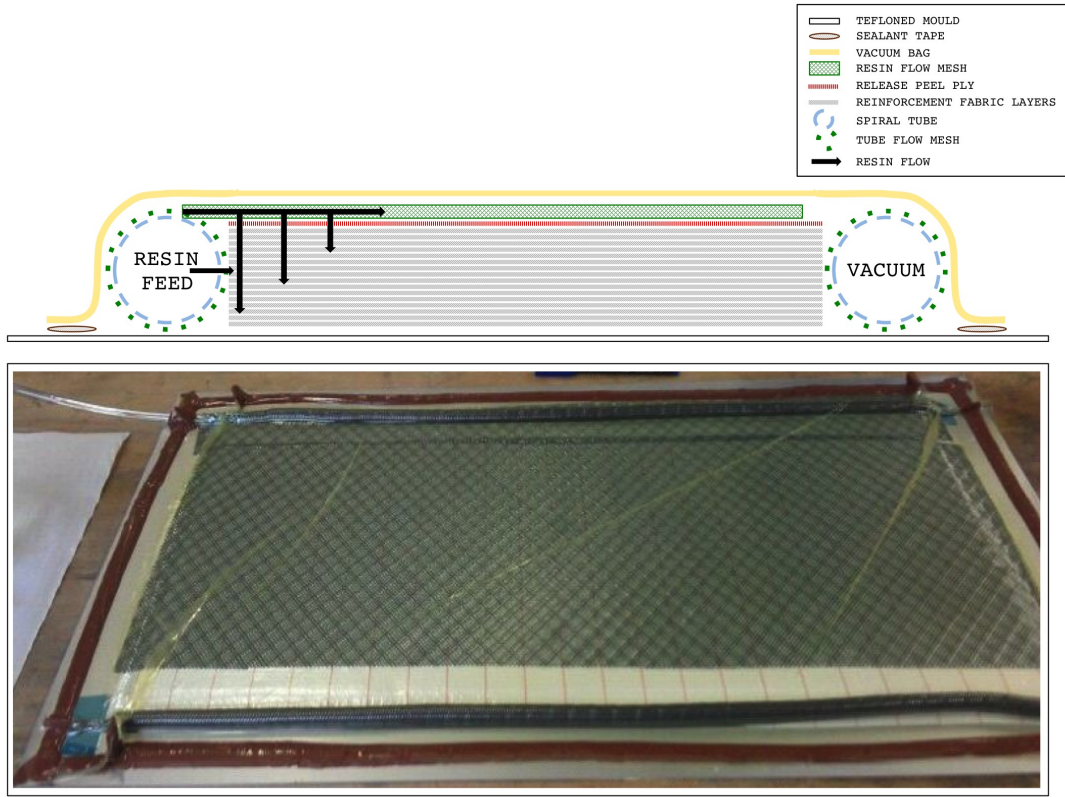 TEFLONED MOULD
SEALANT TAPE
VACUUM BAG
RESIN FLOW MESH
RELEASE PEEL PLY
REINFORCEMENT FABRIC LAYERS
SPIRAL TUBE
TUBE FLOW MESH
RESIN FLOW
RESIN
FEED
VACUUM